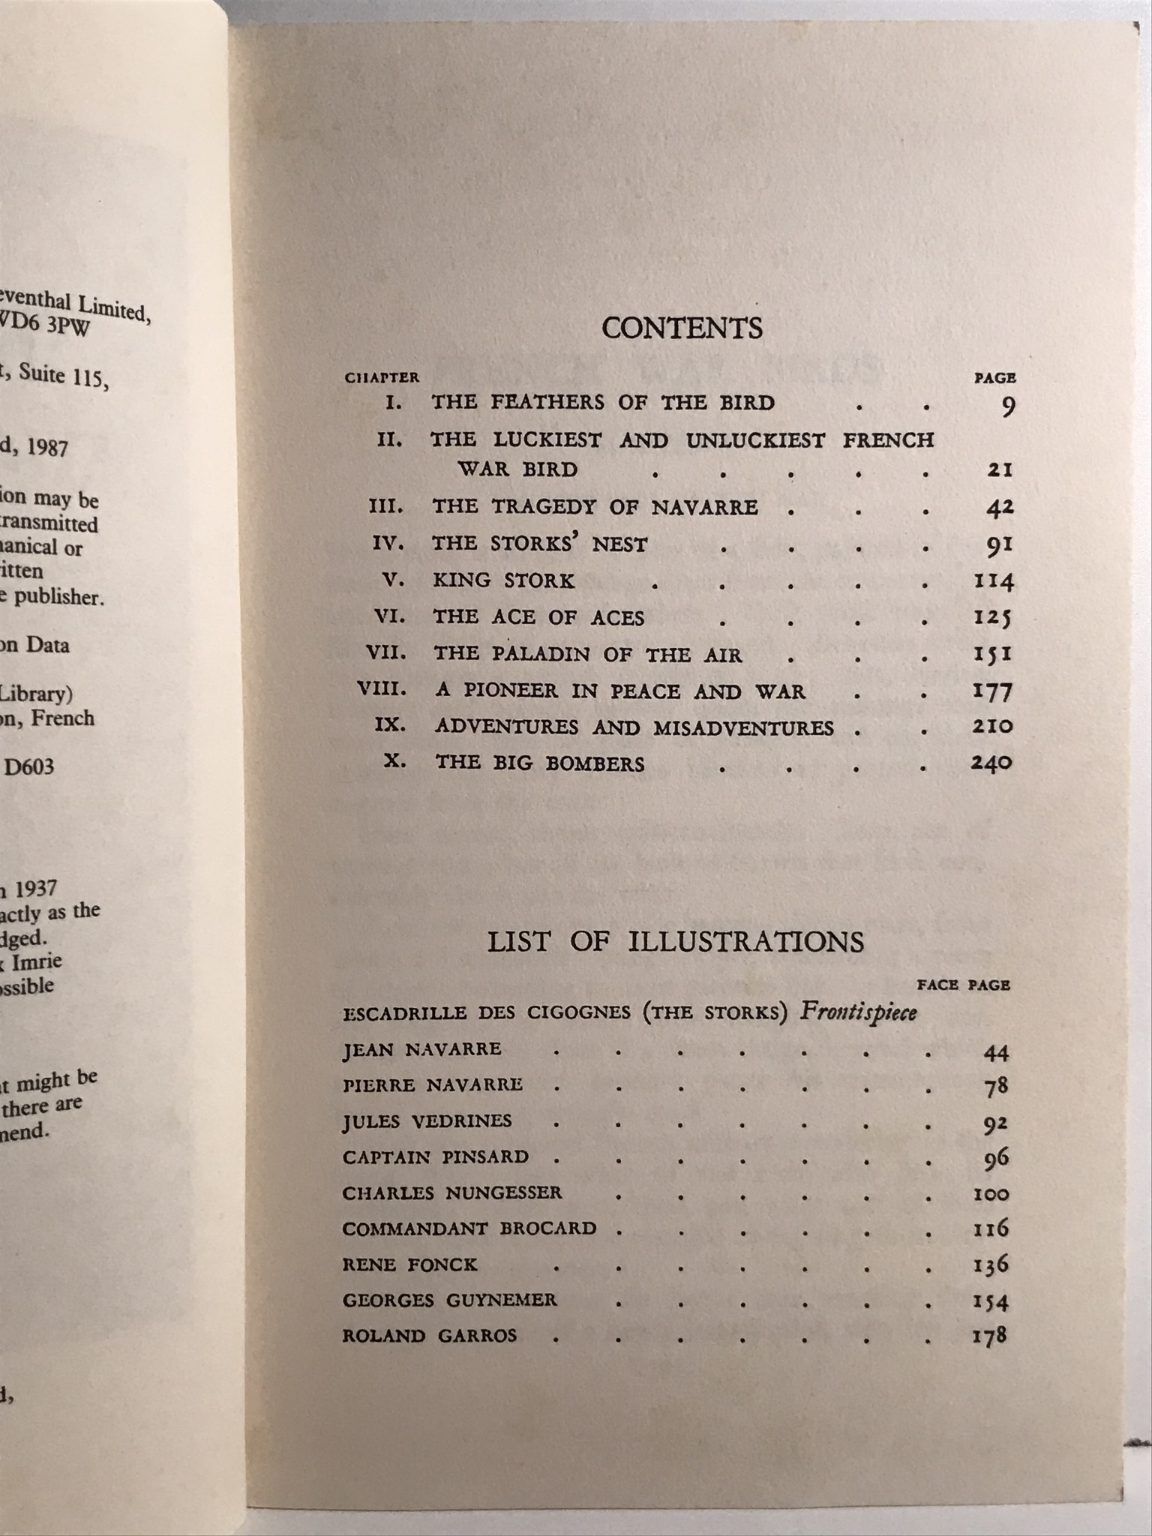 eventhal Limited,
WD6 3PW
Suite 115,
1987
ion may be
transmitted
hanical or
ritten
e publisher.
on Data
Library)
on, French
D603
1937
actly as the
dged.
Imrie
ossible
t might be
there are
mend.
d,
CONTENTS
CHAPTER PAGE
I. THE FEATHERS OF THE BIRD . . 9
II. THE LUCKIEST AND UNLUCKIEST FRENCH
WAR BIRD . . . . . 21
III. THE TRAGEDY OF NAVARRE . . . 42
IV. THE STORKS' NEST . . . . 91
V. KING STORK . . . . . 114
VI. THE ACE OF ACES . . . . 125
VII. THE PALADIN OF THE AIR . . . 151
VIII. A PIONEER IN PEACE AND WAR . . 177
IX. ADVENTURES AND MISADVENTURES . . 210
X. THE BIG BOMBERS . . . . 240
LIST OF ILLUSTRATIONS
FACE PAGE
ESCADRILLE DES CIGOGNES (THE STORKS) Frontispiece
JEAN NAVARRE . . . . . . . 44
PIERRE NAVARRE . . . . . . . 78
JULES VEDRINES . . . . . . . 92
CAPTAIN PINSARD . . . . . . . 96
CHARLES NUNGESSER . . . . . . 100
COMMANDANT BROCARD . . . . . . 116
RENE FONCK . . . . . . . 136
GEORGES GUYNEMER . . . . . . 154
ROLAND GARROS . . . . . . . 178